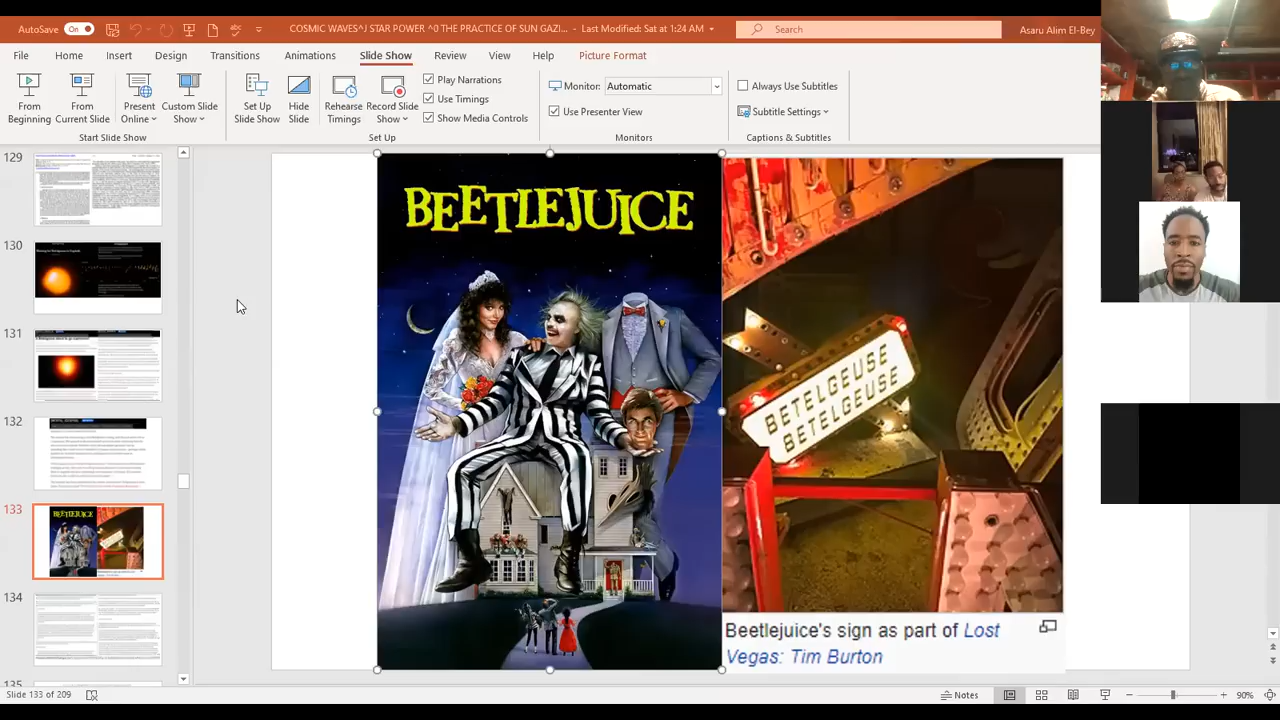 AutoSave On
COSMIC WAVES^J STAR POWER ^0 THE PRACTICE OF SUN GAZI... - Last Modified: Sat at 1:24 AM
Search
Asaru Alim El-Bey
File Home Insert Design Transitions Animations Slide Show Review View Help Picture Format
From Beginning
From Current Slide
Present Online
Custom Slide Show
Set Up Slide Show
Hide Slide
Rehearse Timings
Record Slide Show
Play Narrations
Use Timings
Show Media Controls
Monitor: Automatic
Use Presenter View
Always Use Subtitles
Subtitle Settings
Start Slide Show
Set Up
Monitors
Captions & Subtitles
129
130
131
132
133
BEETLEJUICE
134
135
BEETLEJUICE
BETELGEUSE
BETELGEUSE
Beetlejuice's sign as part of Lost
Vegas: Tim Burton
Slide 133 of 209
Notes
90%